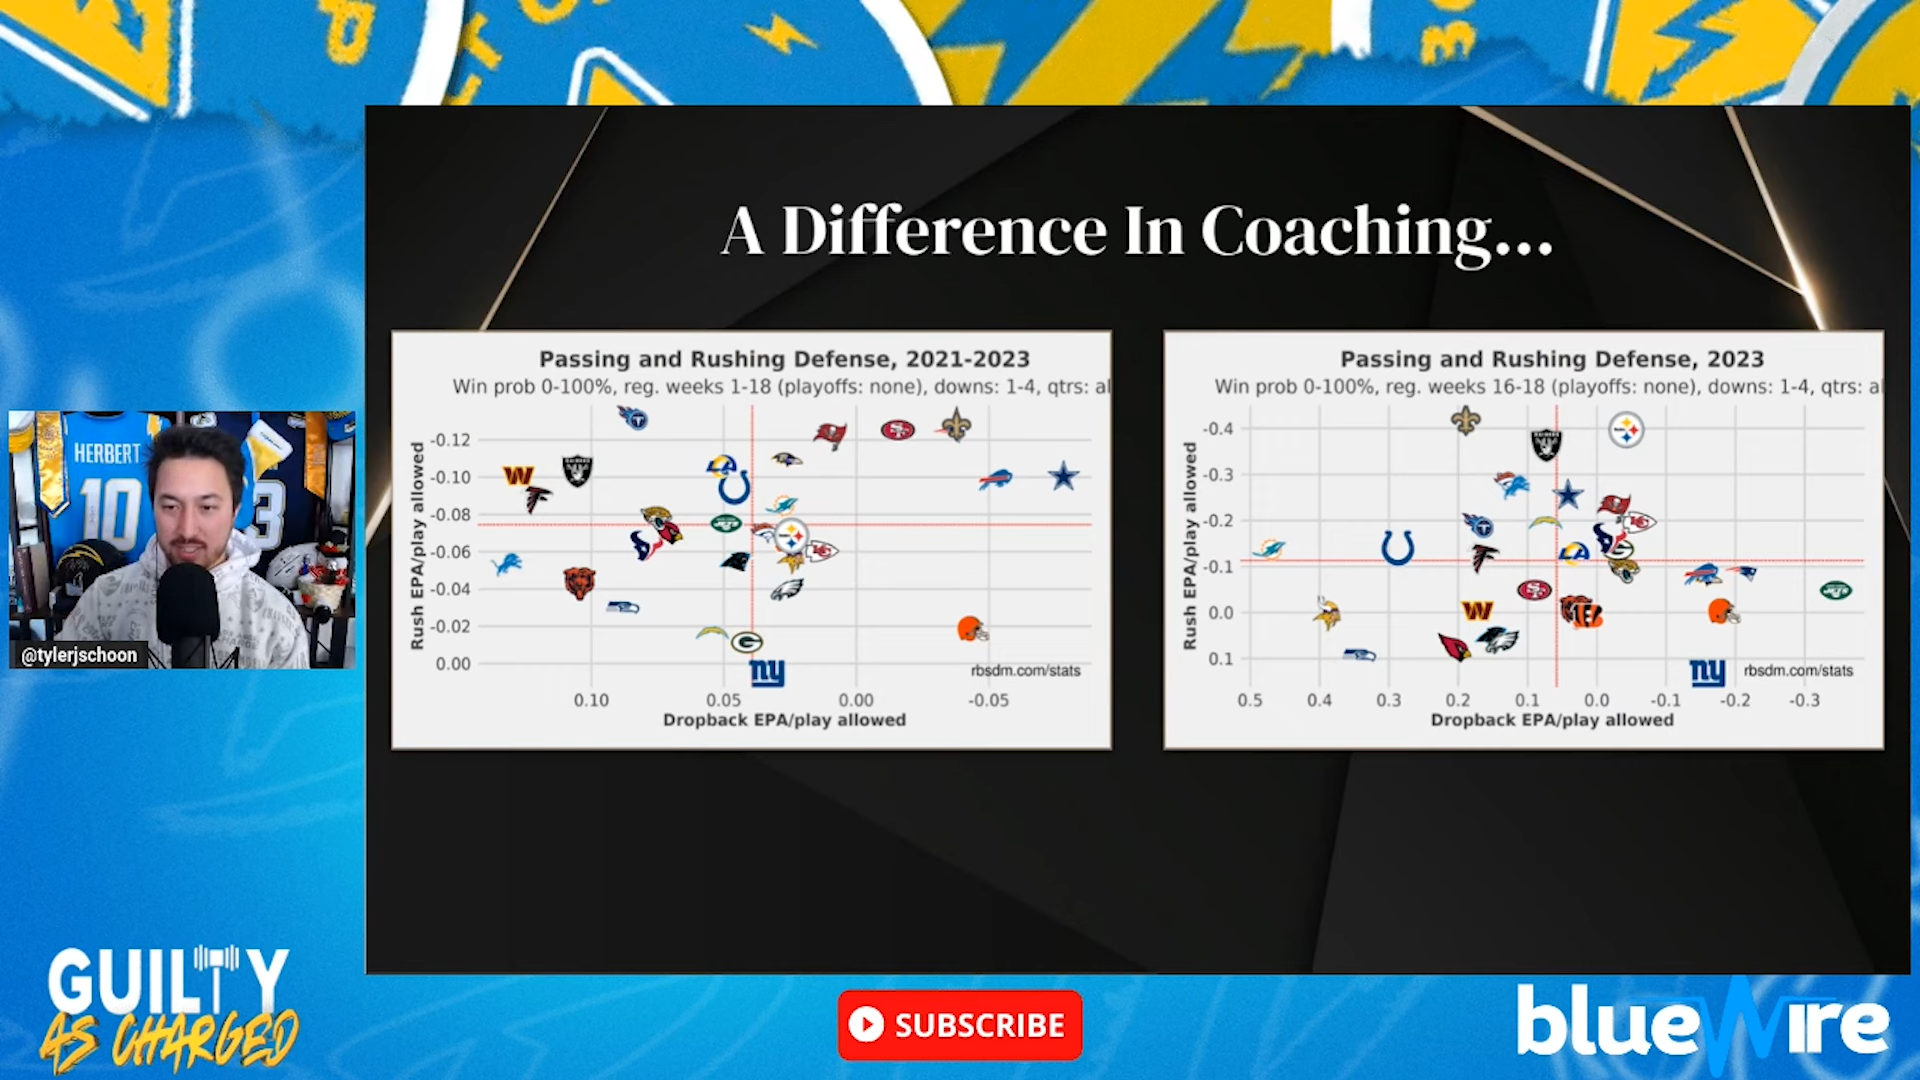 A Difference In Coaching...
Passing and Rushing Defense, 2021-2023
Win prob 0-100%, reg. weeks 1-18 (playoffs: none), downs: 1-4, qtrs: al
Rush EPA/play allowed
-0.12
-0.10
-0.08
-0.06
-0.04
-0.02
0.00
ny
rbsdm.com/stats
0.10
0.05
0.00
-0.05
Dropback EPA/play allowed
Passing and Rushing Defense, 2023
Win prob 0-100%, reg. weeks 16-18 (playoffs: none), downs: 1-4, qtrs: al
Rush EPA/play allowed
-0.4
-0.3
-0.2
-0.1
0.0
0.1
ny
rbsdm.com/stats
0.5
0.4
0.3
0.2
0.1
0.0
-0.1
-0.2
-0.3
Dropback EPA/play allowed
HERBERT
10
3
@tylerjschoon
GUILTY
AS CHARGED
SUBSCRIBE
bluewire